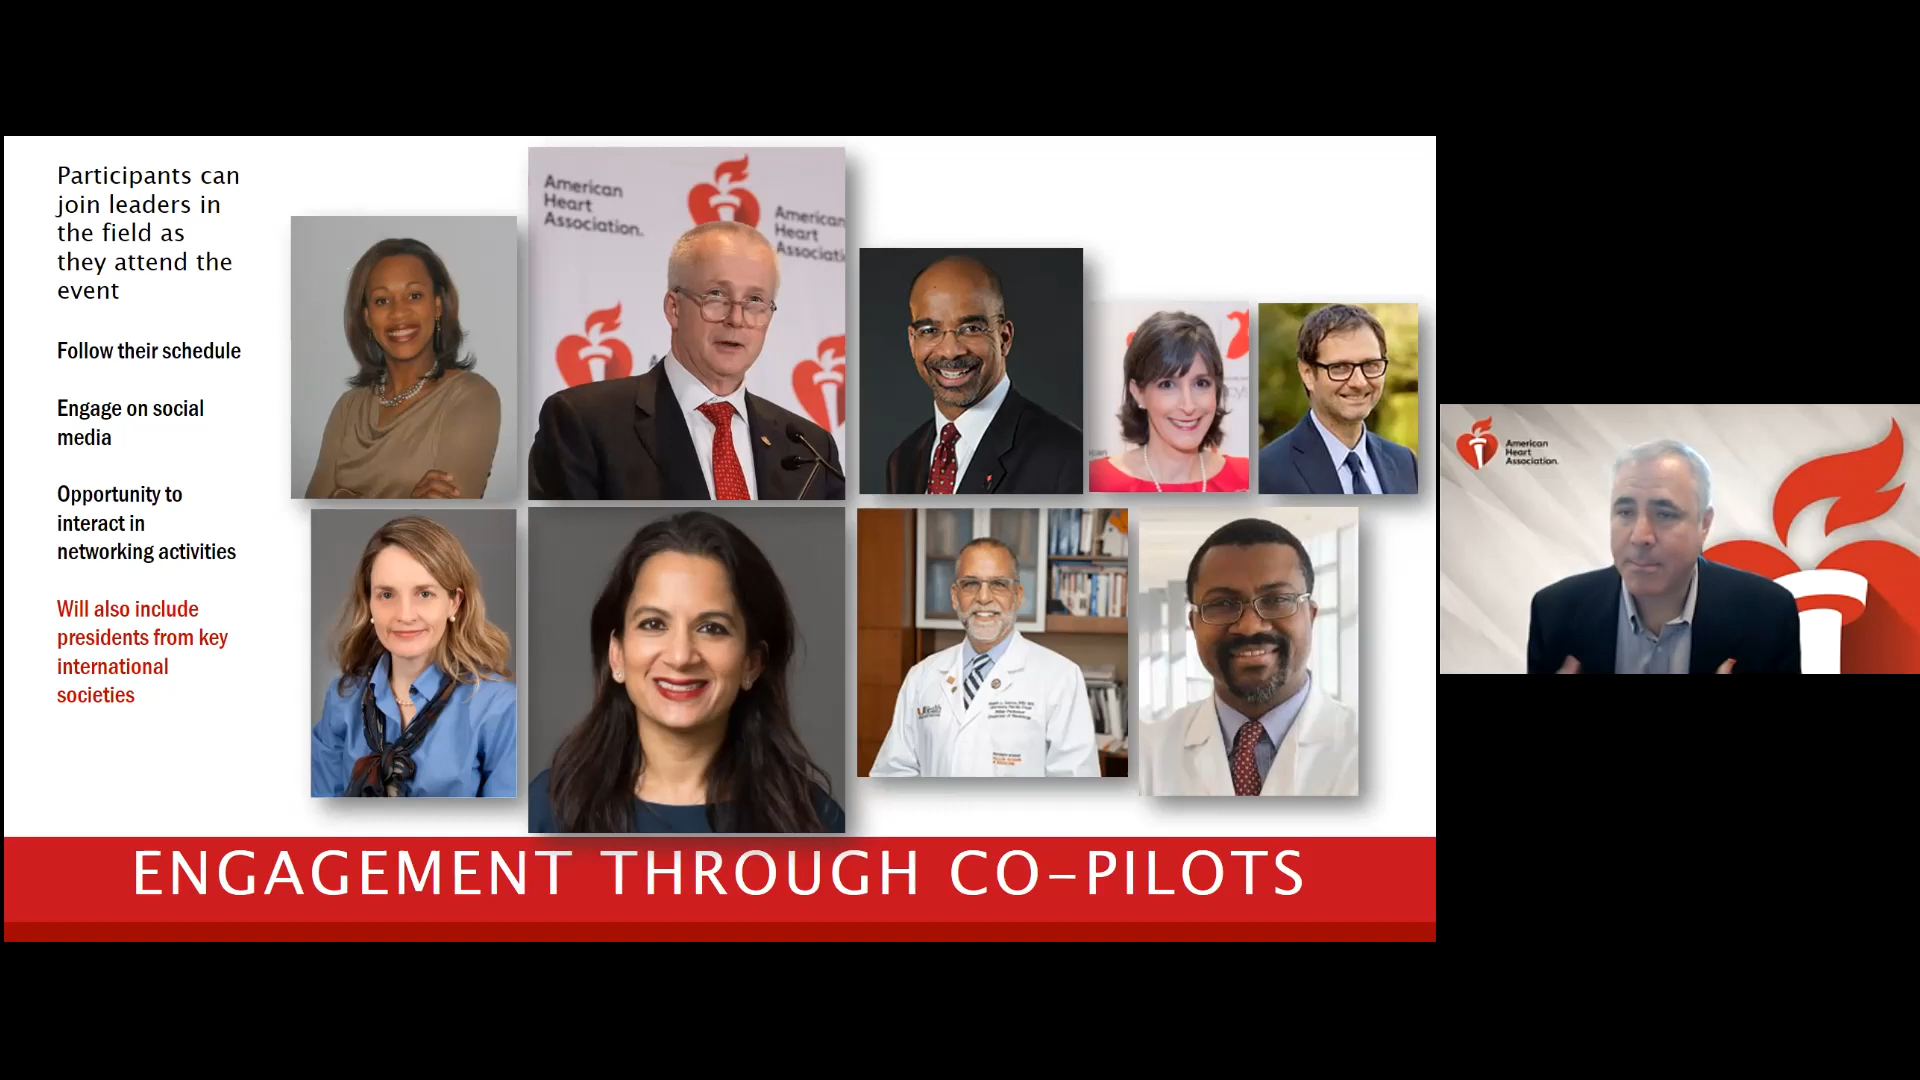 Participants can
join leaders in
the field as
they attend the
event
Follow their schedule
Engage on social
media
Opportunity to
interact in
networking activities
Will also include
presidents from key
international
societies
American
Heart
Association.
American
Heart
Associati
ENGAGEMENT THROUGH CO-PILOTS
American
Heart
Association.